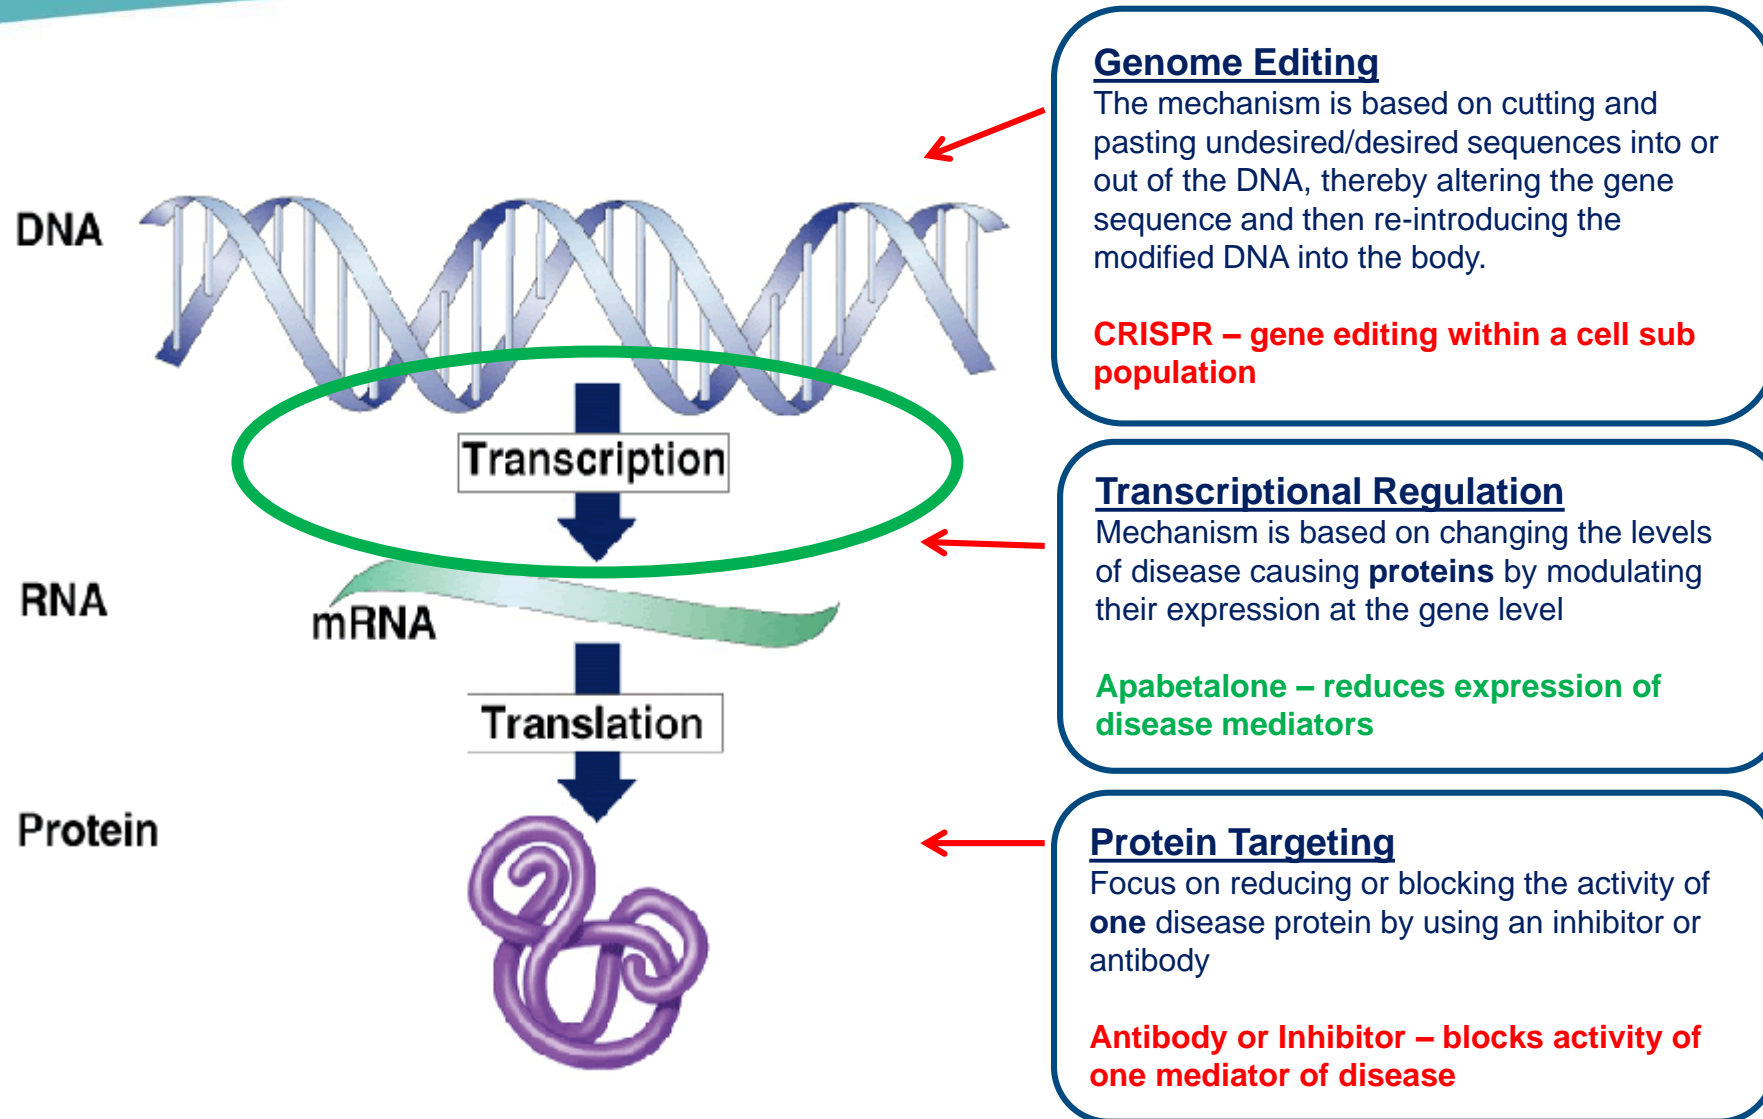 DNA
Transcription
RNA
mRNA
Translation
Protein
Genome Editing
The mechanism is based on cutting and
pasting undesired/desired sequences into or
out of the DNA, thereby altering the gene
sequence and then re-introducing the
modified DNA into the body.
CRISPR – gene editing within a cell sub
population
Transcriptional Regulation
Mechanism is based on changing the levels
of disease causing proteins by modulating
their expression at the gene level
Apabetalone – reduces expression of
disease mediators
Protein Targeting
Focus on reducing or blocking the activity of
one disease protein by using an inhibitor or
antibody
Antibody or Inhibitor – blocks activity of
one mediator of disease